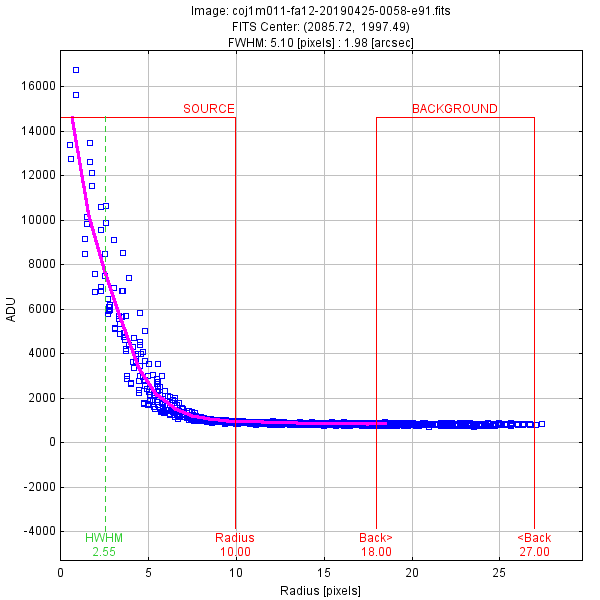 Image: coj1m011-fa12-20190425-0058-e91.fits
FITS Center: (2085.72, 1997.49)
FWHM: 5.10 [pixels] : 1.98 [arcsec]
SOURCE
BACKGROUND
16000
14000
12000
10000
8000
6000
4000
2000
0
-2000
-4000
ADU
HWHM
2.55
Radius
10.00
Back>
18.00
<Back
27.00
0 5 10 15 20 25
Radius [pixels]